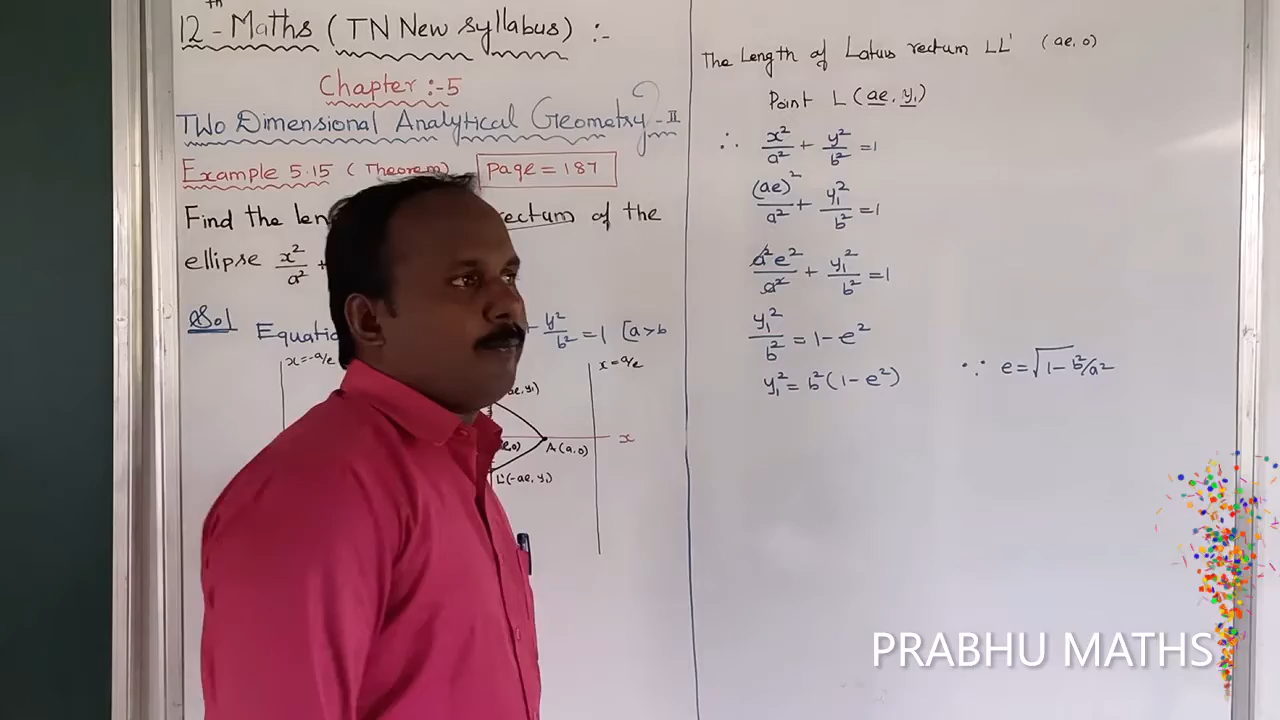 12th - Maths (TN New syllabus) :-
Chapter :- 5
Two Dimensional Analytical Geometry - II
Example 5.15 (Theorem) Page = 187
Find the len rectum of the
ellipse x²/a² +
Sol Equatio y²/b² = 1 [a>b
x=-a/e x=a/e
ae, y₁)
e,0) A (a,0) x
L'(-ae, y₁)
The Length of Latus rectum LL' (ae, 0)
Point L (ae, y₁)
∴ x²/a² + y²/b² = 1
(ae)²/a² + y₁²/b² = 1
a²e²/a² + y₁²/b² = 1
y₁²/b² = 1 - e²
y₁² = b² (1 - e²) ∵ e = √1 - b²/a²
PRABHU MATHS